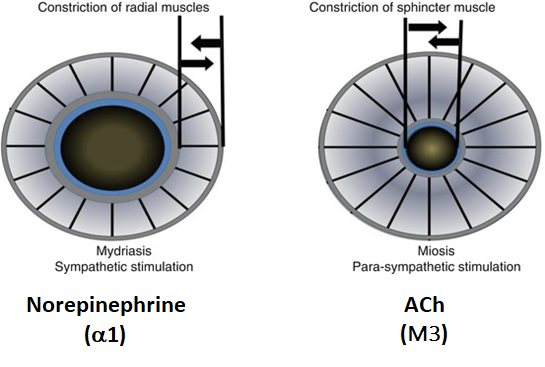 Constriction of radial muscles
Constriction of sphincter muscle
Mydriasis
Sympathetic stimulation
Miosis
Para-sympathetic stimulation
Norepinephrine
(α1)
ACh
(M3)